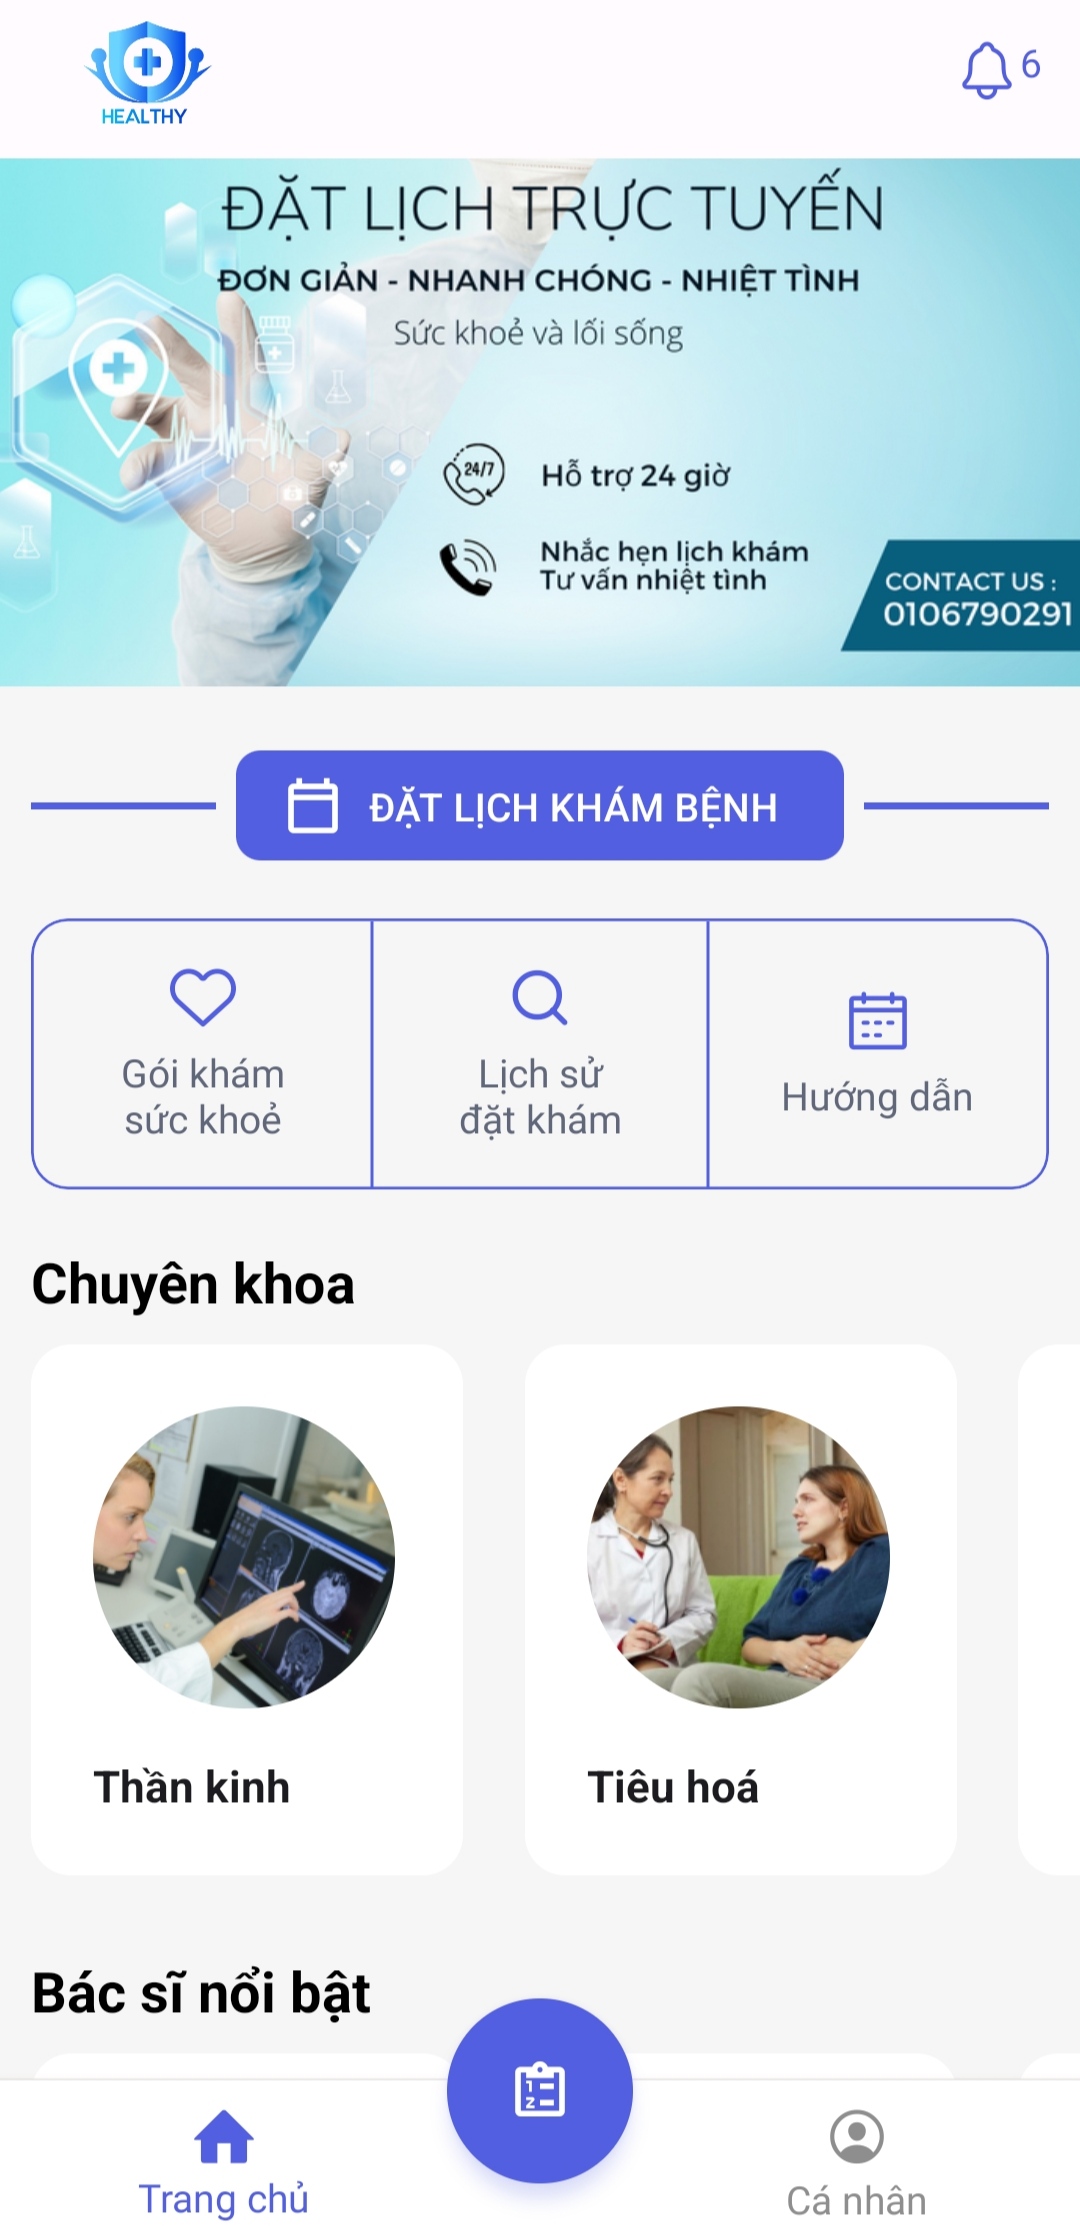 HEALTHY
6
ĐẶT LỊCH TRỰC TUYẾN
ĐƠN GIẢN - NHANH CHÓNG - NHIỆT TÌNH
Sức khoẻ và lối sống
24/7
Hỗ trợ 24 giờ
Nhắc hẹn lịch khám
Tư vấn nhiệt tình
CONTACT US :
0106790291
ĐẶT LỊCH KHÁM BỆNH
Gói khám
sức khoẻ
Lịch sử
đặt khám
Hướng dẫn
Chuyên khoa
Thần kinh
Tiêu hoá
Bác sĩ nổi bật
1
2
Trang chủ
Cá nhân